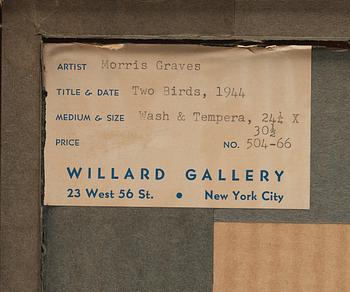 ARTIST Morris Graves
TITLE & DATE Two Birds, 1944
MEDIUM & SIZE Wash & Tempera, 24¼ X
30½
PRICE NO. 504-66
WILLARD GALLERY
23 West 56 St. • New York City